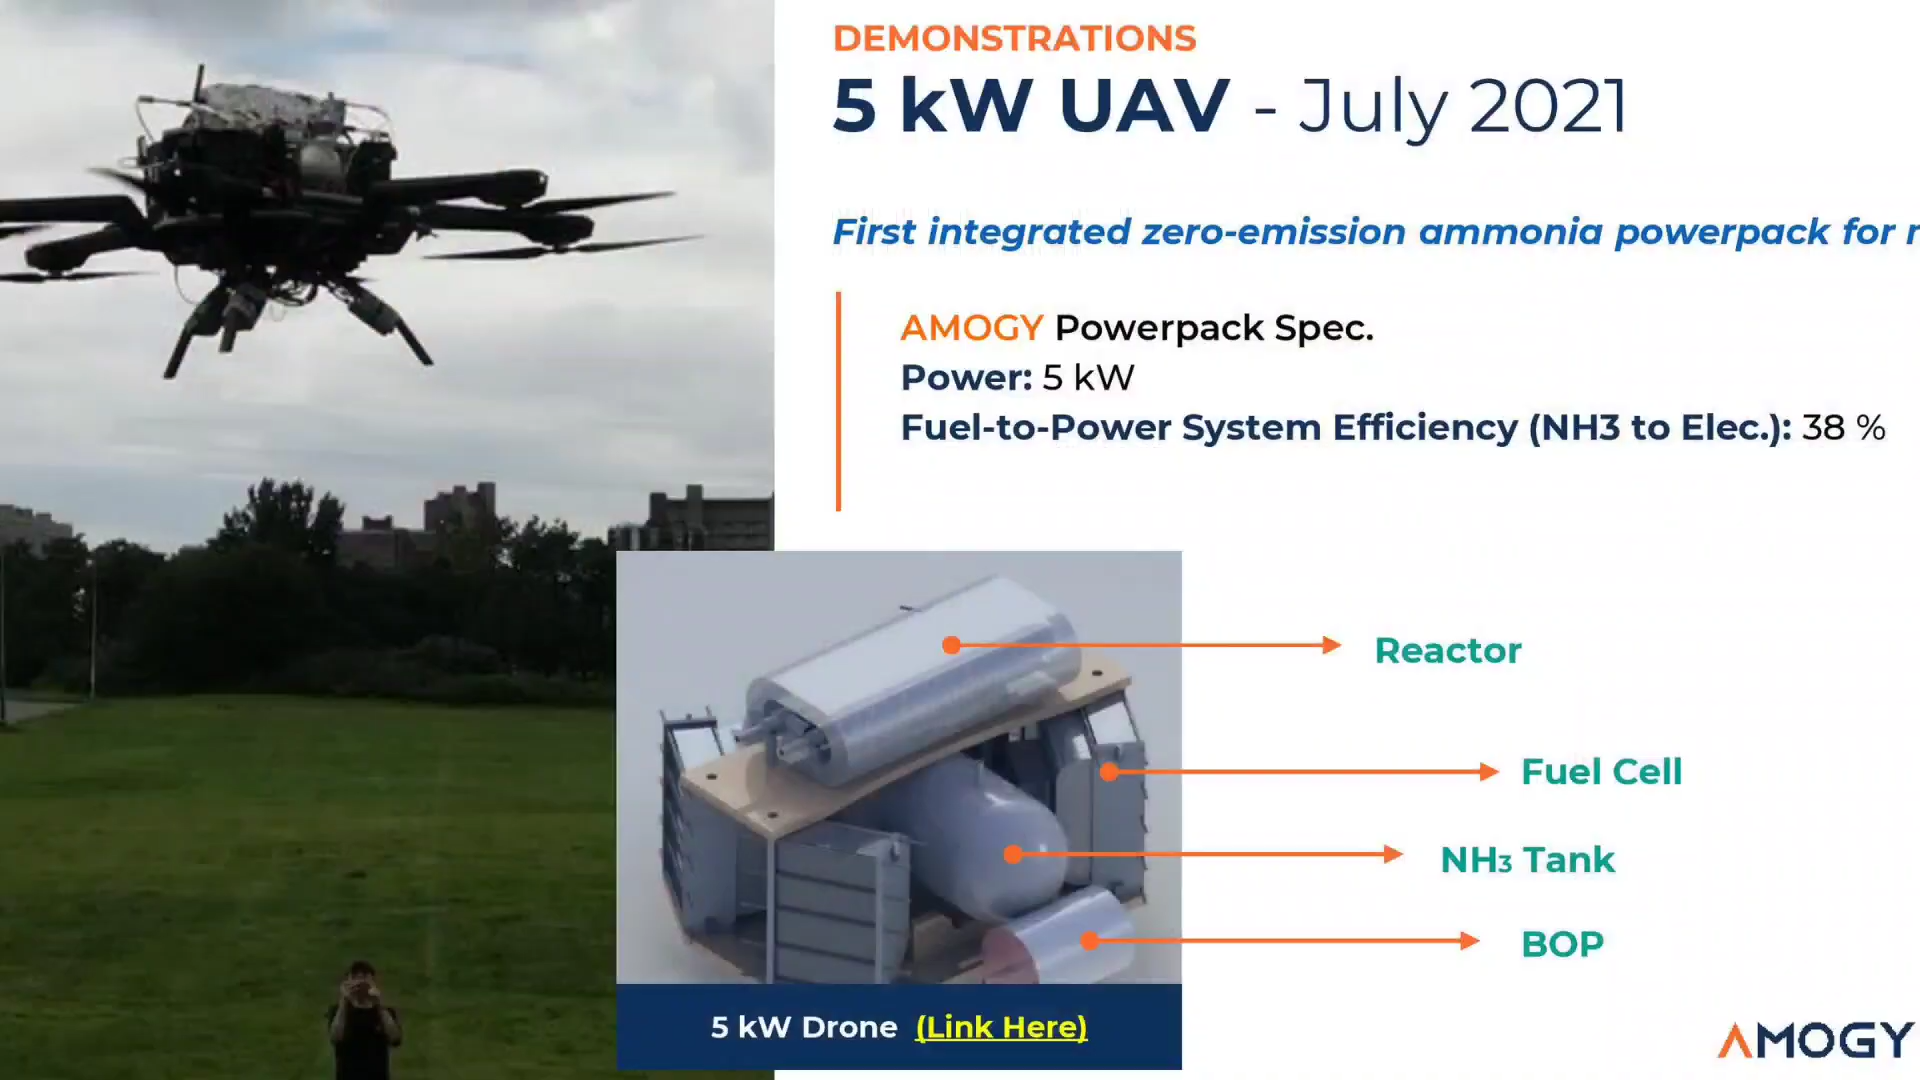 DEMONSTRATIONS
5 kW UAV - July 2021
First integrated zero-emission ammonia powerpack for
AMOGY Powerpack Spec.
Power: 5 kW
Fuel-to-Power System Efficiency (NH3 to Elec.): 38 %
Reactor
Fuel Cell
NH₃ Tank
BOP
5 kW Drone (Link Here)
AMOGY